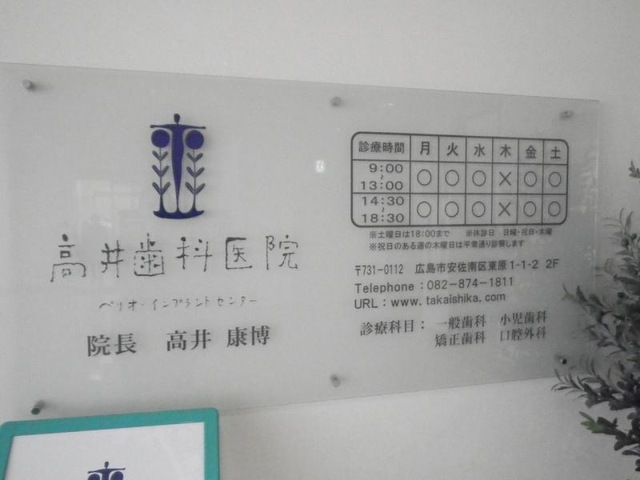 高井歯科医院
ペリオ・インプラントセンター
院長 高井 康博
診療時間 月 火 水 木 金 土
9:00~13:00 ○ ○ ○ × ○ ○
14:30~18:30 ○ ○ ○ × ○ ○
※土曜日は18:00まで ※休診日 日曜・祝日・木曜
※祝日のある週の木曜日は平常通り診療します
〒731-0112 広島市安佐南区東原1-1-2 2F
Telephone : 082-874-1811
URL : www. takaishika. com
診療科目 : 一般歯科 小児歯科
矯正歯科 口腔外科